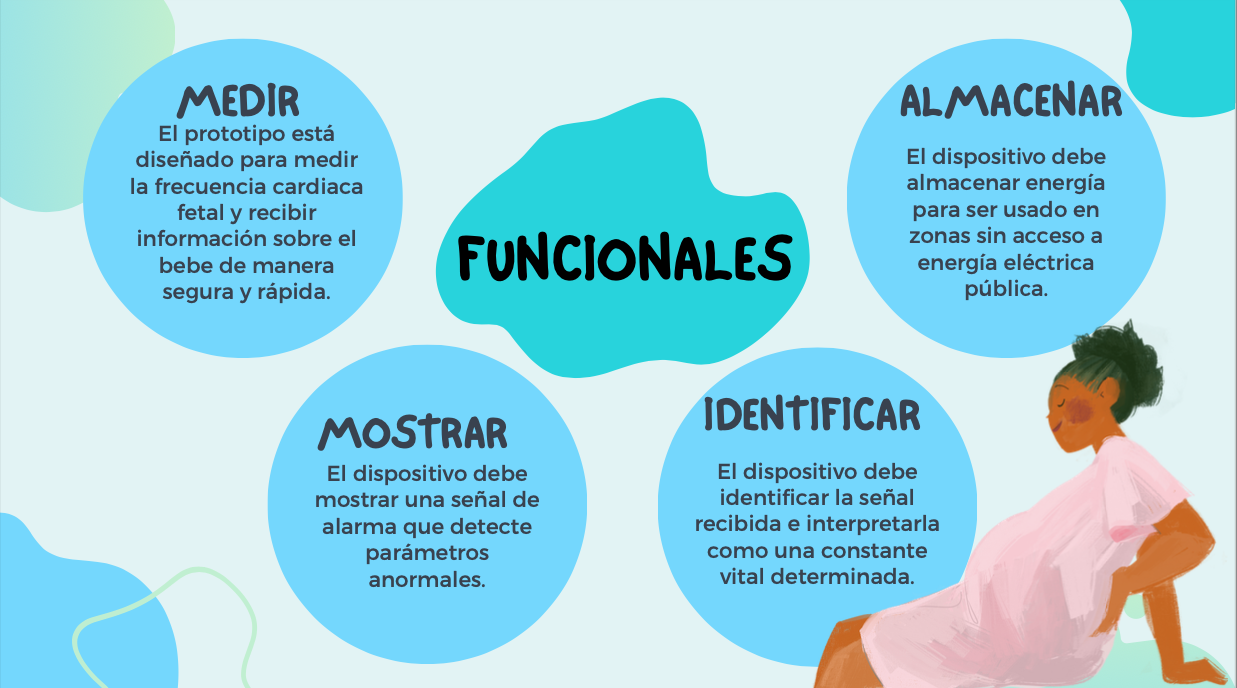 MEDIR
El prototipo está
diseñado para medir
la frecuencia cardiaca
fetal y recibir
información sobre el
bebe de manera
segura y rápida.
FUNCIONALES
ALMACENAR
El dispositivo debe
almacenar energía
para ser usado en
zonas sin acceso a
energía eléctrica
pública.
MOSTRAR
El dispositivo debe
mostrar una señal de
alarma que detecte
parámetros
anormales.
IDENTIFICAR
El dispositivo debe
identificar la señal
recibida e interpretarla
como una constante
vital determinada.